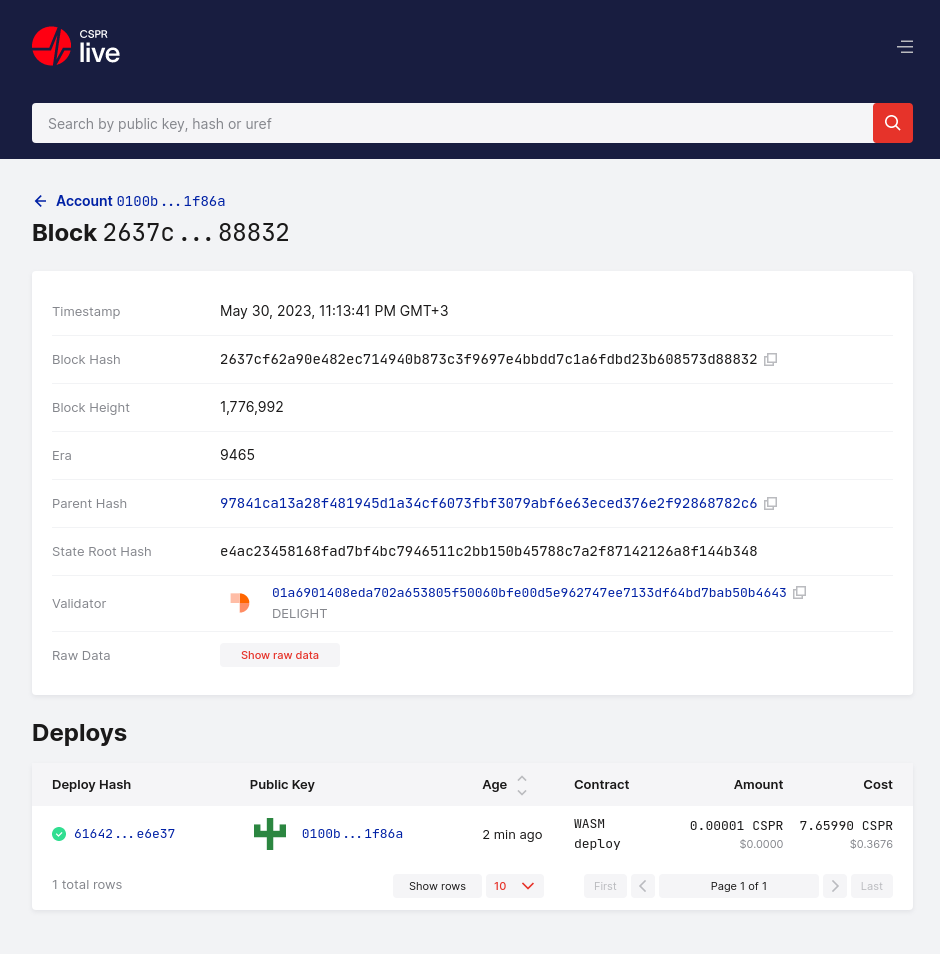 CSPR
live
Search by public key, hash or uref
Account 0100b...1f86a
Block 2637c...88832
Timestamp May 30, 2023, 11:13:41 PM GMT+3
Block Hash 2637cf62a90e482ec714940b873c3f9697e4bbdd7c1a6fdbd23b608573d88832
Block Height 1,776,992
Era 9465
Parent Hash 97841ca13a28f481945d1a34cf6073fbf3079abf6e63eced376e2f92868782c6
State Root Hash e4ac23458168fad7bf4bc7946511c2bb150b45788c7a2f87142126a8f144b348
Validator 01a6901408eda702a653805f50060bfe00d5e962747ee7133df64bd7bab50b4643
DELIGHT
Raw Data Show raw data
Deploys
Deploy Hash Public Key Age Contract Amount Cost
61642...e6e37 0100b...1f86a 2 min ago WASM deploy 0.00001 CSPR 7.65990 CSPR
$0.0000 $0.3676
1 total rows Show rows 10 First Page 1 of 1 Last